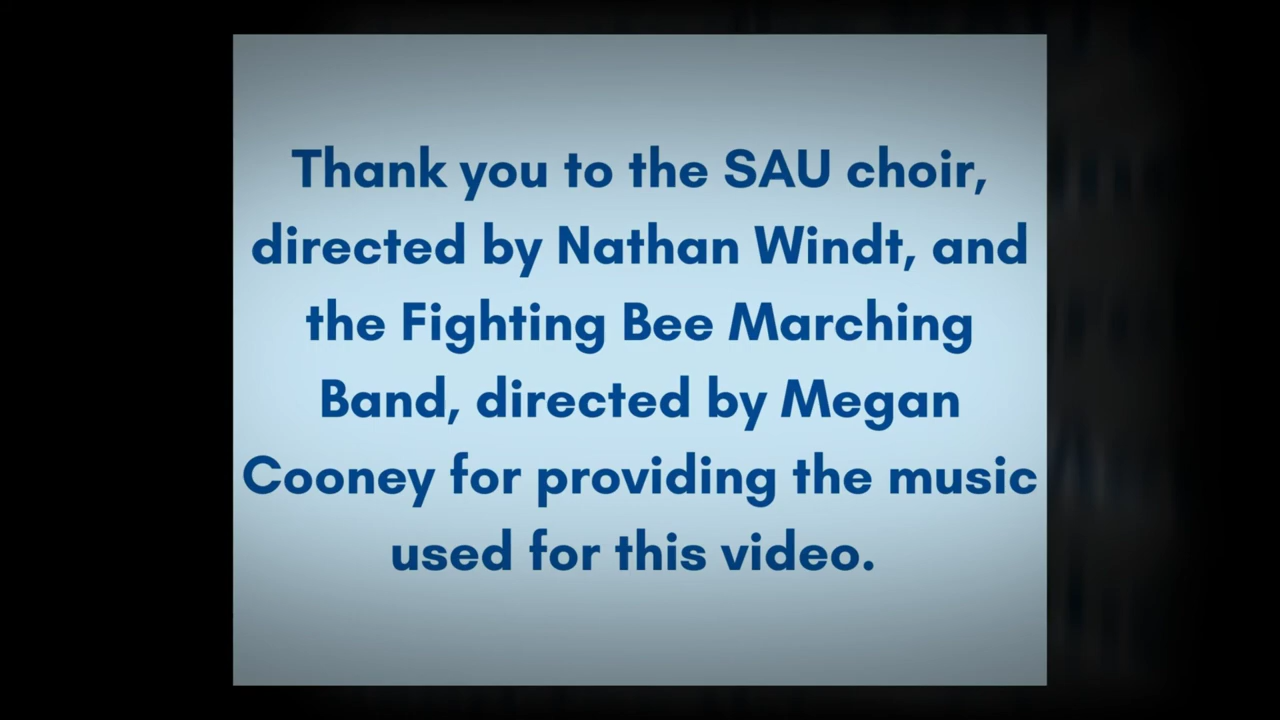 Thank you to the SAU choir,
directed by Nathan Windt, and
the Fighting Bee Marching
Band, directed by Megan
Cooney for providing the music
used for this video.